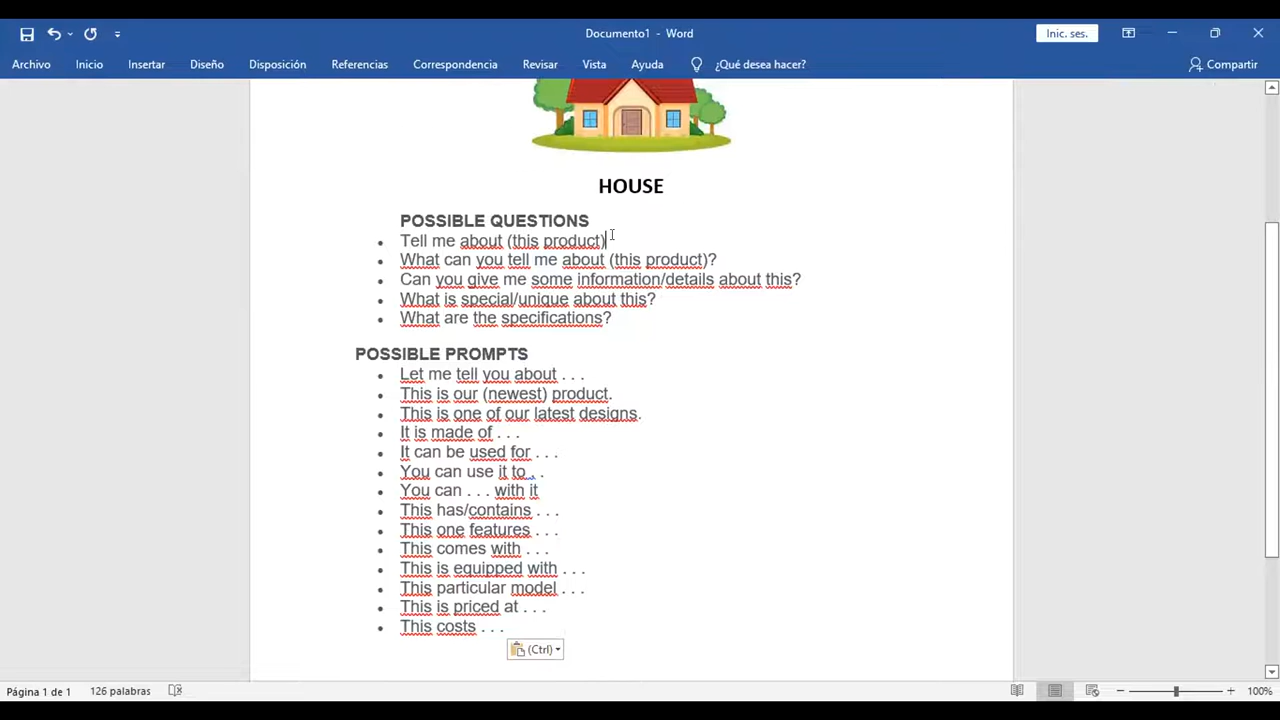 Documento1 - Word
Inic. ses.
Archivo Inicio Insertar Diseño Disposición Referencias Correspondencia Revisar Vista Ayuda ¿Qué desea hacer? Compartir
HOUSE
POSSIBLE QUESTIONS
• Tell me about (this product)
• What can you tell me about (this product)?
• Can you give me some information/details about this?
• What is special/unique about this?
• What are the specifications?
POSSIBLE PROMPTS
• Let me tell you about . . .
• This is our (newest) product.
• This is one of our latest designs.
• It is made of . . .
• It can be used for . . .
• You can use it to . .
• You can . . . with it
• This has/contains . . .
• This one features . . .
• This comes with . . .
• This is equipped with . . .
• This particular model . . .
• This is priced at . . .
• This costs . . .
(Ctrl)
Página 1 de 1 126 palabras 100%